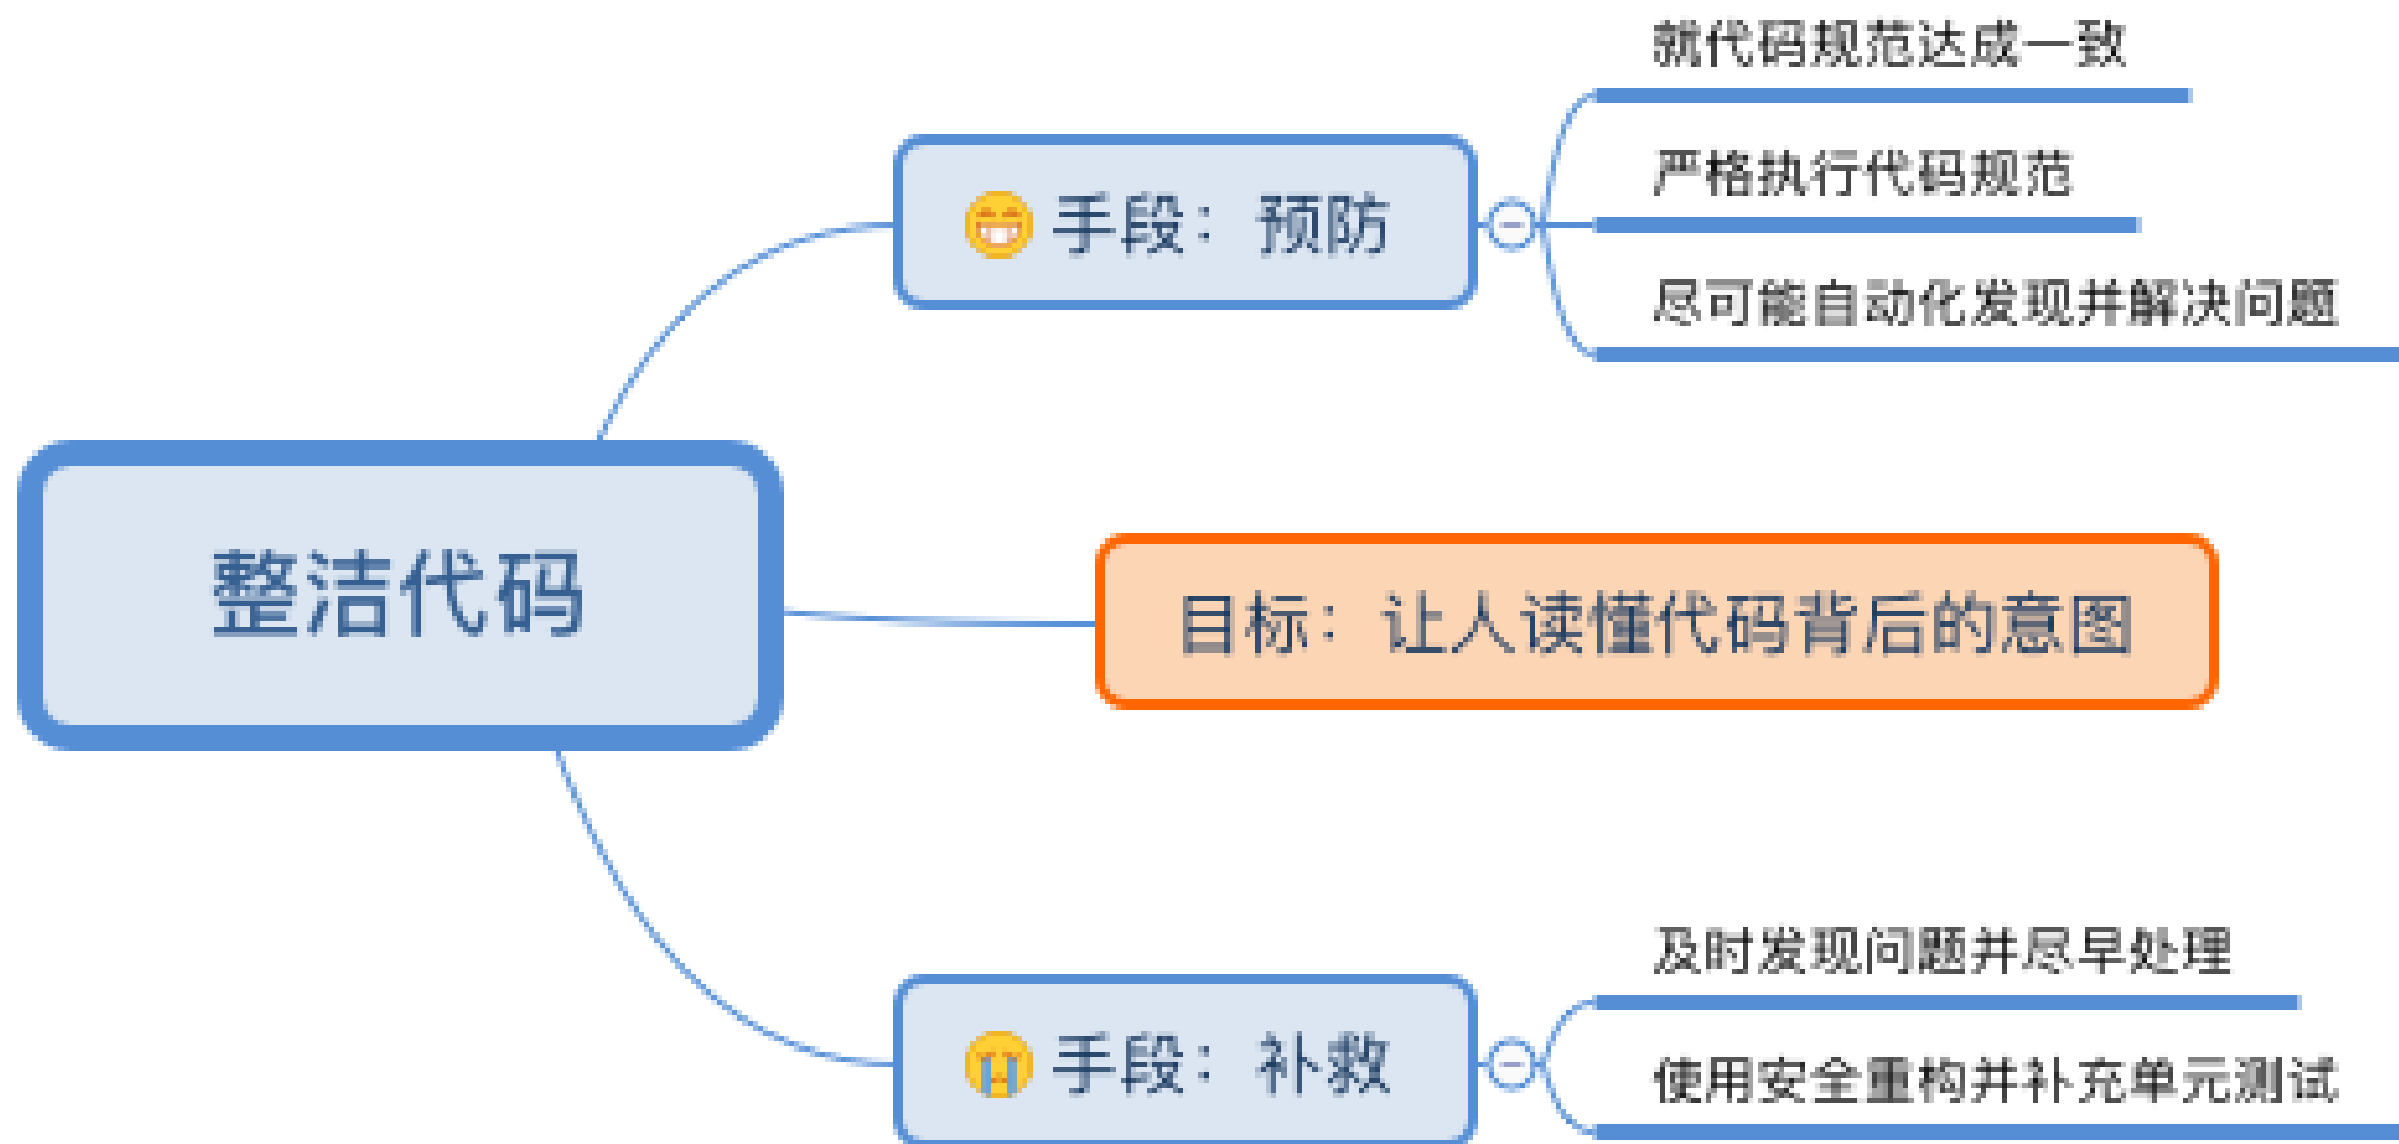 就代码规范达成一致
严格执行代码规范
😁 手段：预防
尽可能自动化发现并解决问题
整洁代码
目标：让人读懂代码背后的意图
及时发现问题并尽早处理
😭 手段：补救
使用安全重构并补充单元测试